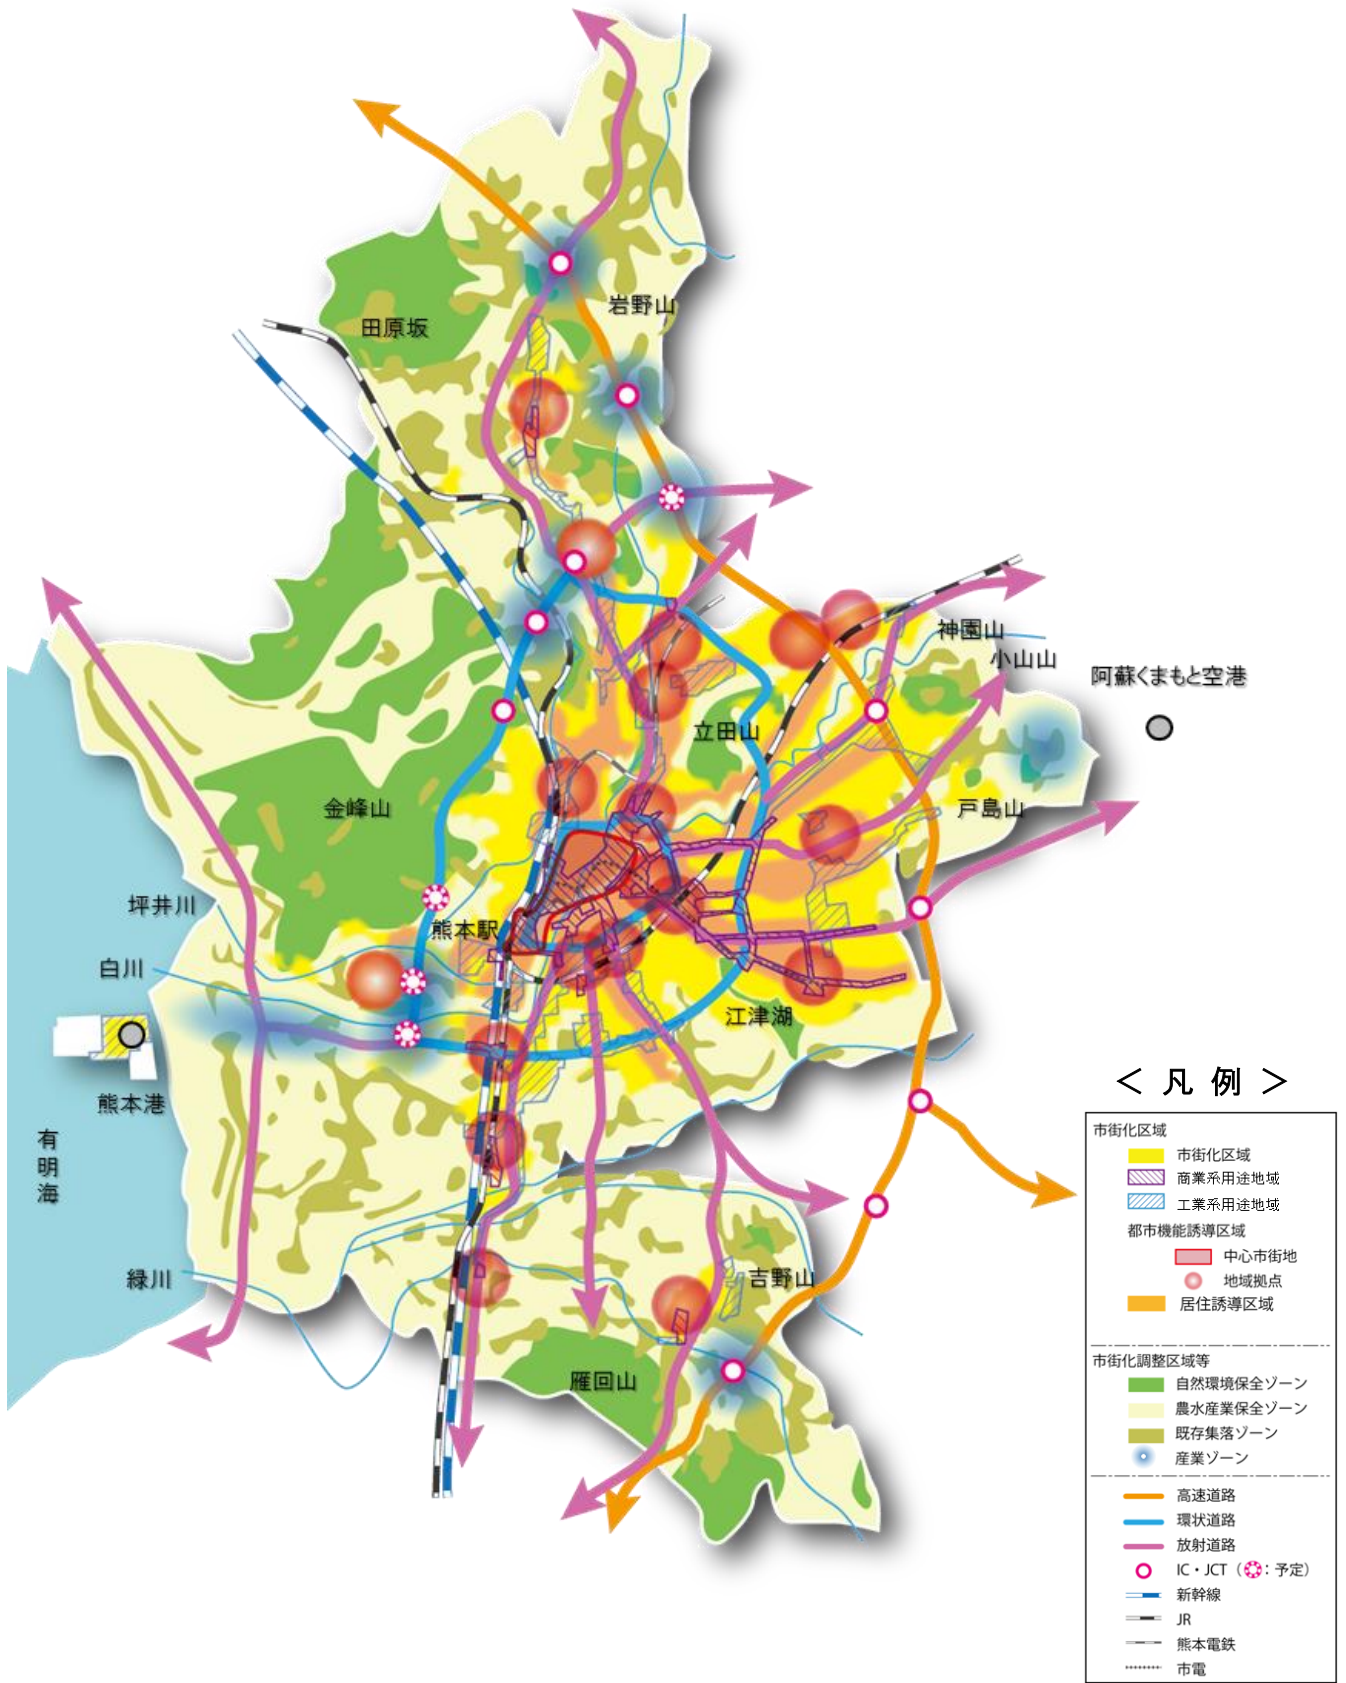 岩野山
田原坂
神園山
小山山
阿蘇くまもと空港
立田山
金峰山
戸島山
坪井川
熊本駅
白川
江津湖
熊本港
有明海
緑川
吉野山
雁回山
＜ 凡 例 ＞
市街化区域
市街化区域
商業系用途地域
工業系用途地域
都市機能誘導区域
中心市街地
地域拠点
居住誘導区域
市街化調整区域等
自然環境保全ゾーン
農水産業保全ゾーン
既存集落ゾーン
産業ゾーン
高速道路
環状道路
放射道路
IC・JCT（ ：予定）
新幹線
JR
熊本電鉄
市電